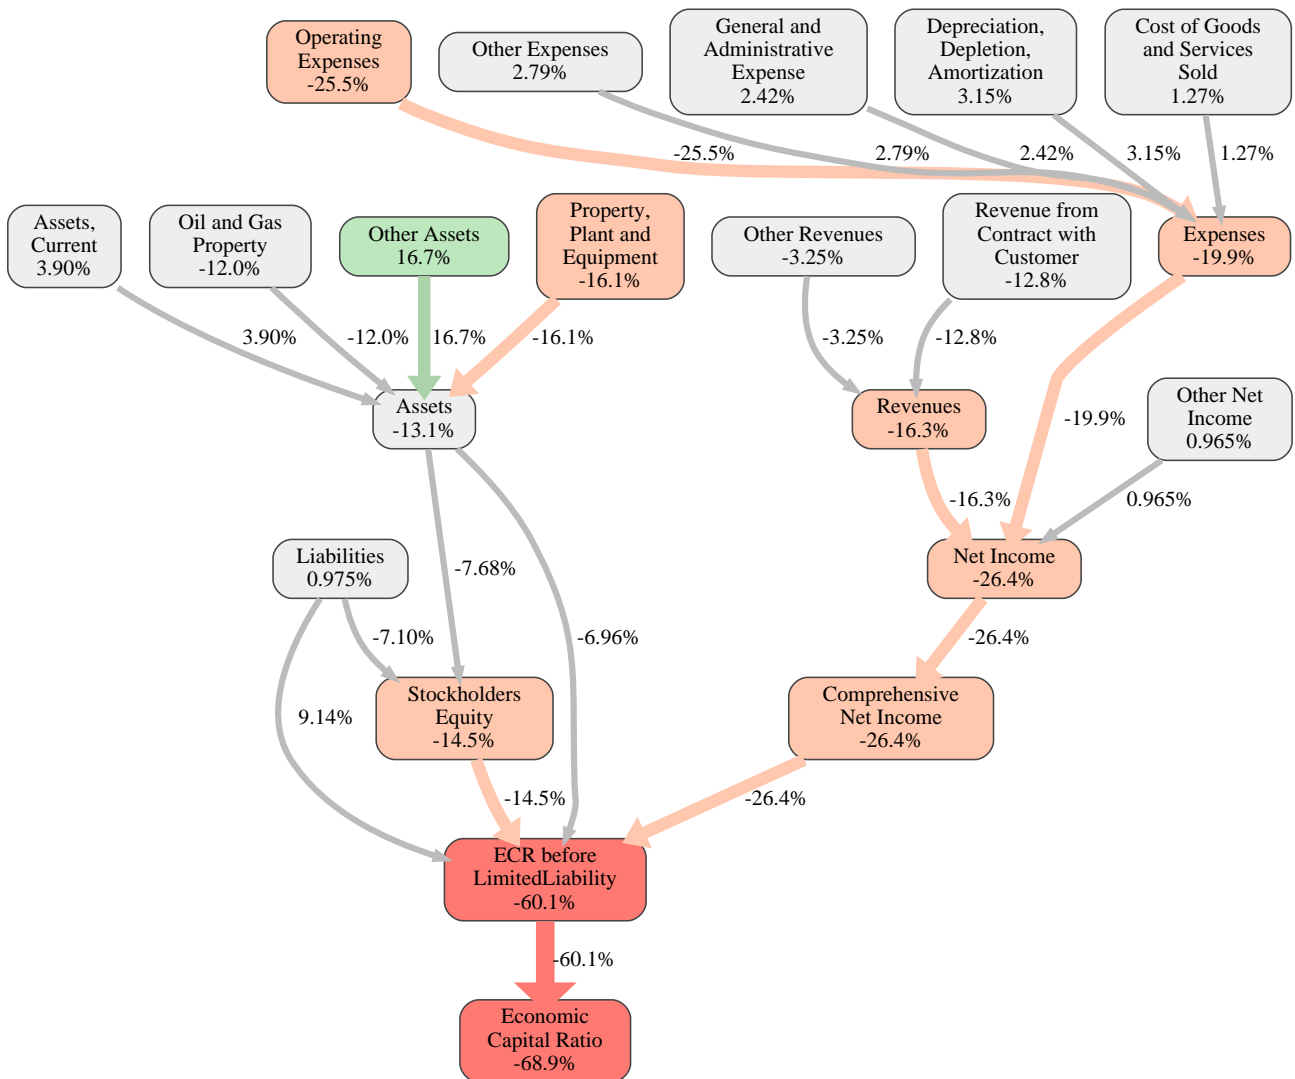 Operating
Expenses
-25.5%
Other Expenses
2.79%
General and
Administrative
Expense
2.42%
Depreciation,
Depletion,
Amortization
3.15%
Cost of Goods
and Services
Sold
1.27%
-25.5%
2.79%
2.42%
3.15%
1.27%
Assets,
Current
3.90%
Oil and Gas
Property
-12.0%
Other Assets
16.7%
Property,
Plant and
Equipment
-16.1%
Other Revenues
-3.25%
Revenue from
Contract with
Customer
-12.8%
Expenses
-19.9%
3.90%
-12.0%
16.7%
-16.1%
-3.25%
-12.8%
-19.9%
Assets
-13.1%
Revenues
-16.3%
Other Net
Income
0.965%
-7.68%
-6.96%
-16.3%
0.965%
Liabilities
0.975%
Net Income
-26.4%
-7.10%
9.14%
-26.4%
Stockholders
Equity
-14.5%
Comprehensive
Net Income
-26.4%
-14.5%
-26.4%
ECR before
LimitedLiability
-60.1%
-60.1%
Economic
Capital Ratio
-68.9%